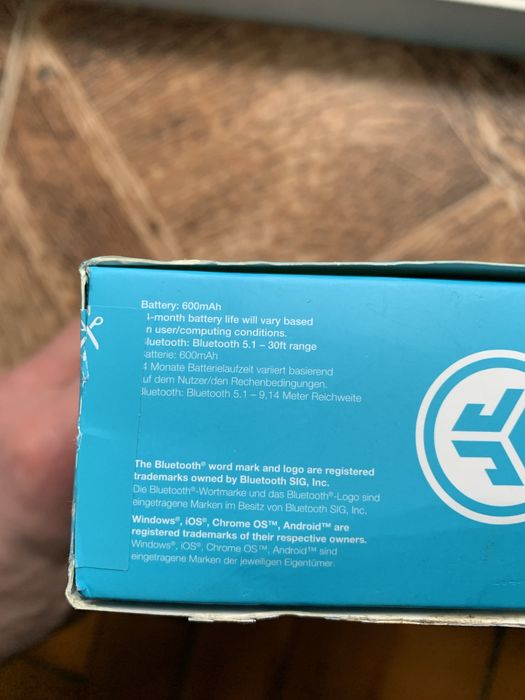 Battery: 600mAh
-month battery life will vary based
n user/computing conditions.
luetooth: Bluetooth 5.1 – 30ft range
atterie: 600mAh
4 Monate Batterielaufzeit variiert basierend
uf dem Nutzer/den Rechenbedingungen.
luetooth: Bluetooth 5.1 – 9,14 Meter Reichweite
The Bluetooth® word mark and logo are registered
trademarks owned by Bluetooth SIG, Inc.
Die Bluetooth®-Wortmarke und das Bluetooth®-Logo sind
eingetragene Marken im Besitz von Bluetooth SIG, Inc.
Windows®, iOS®, Chrome OS™, Android™ are
registered trademarks of their respective owners.
Windows®, iOS®, Chrome OS™, Android™ sind
eingetragene Marken der jeweiligen Eigentümer.